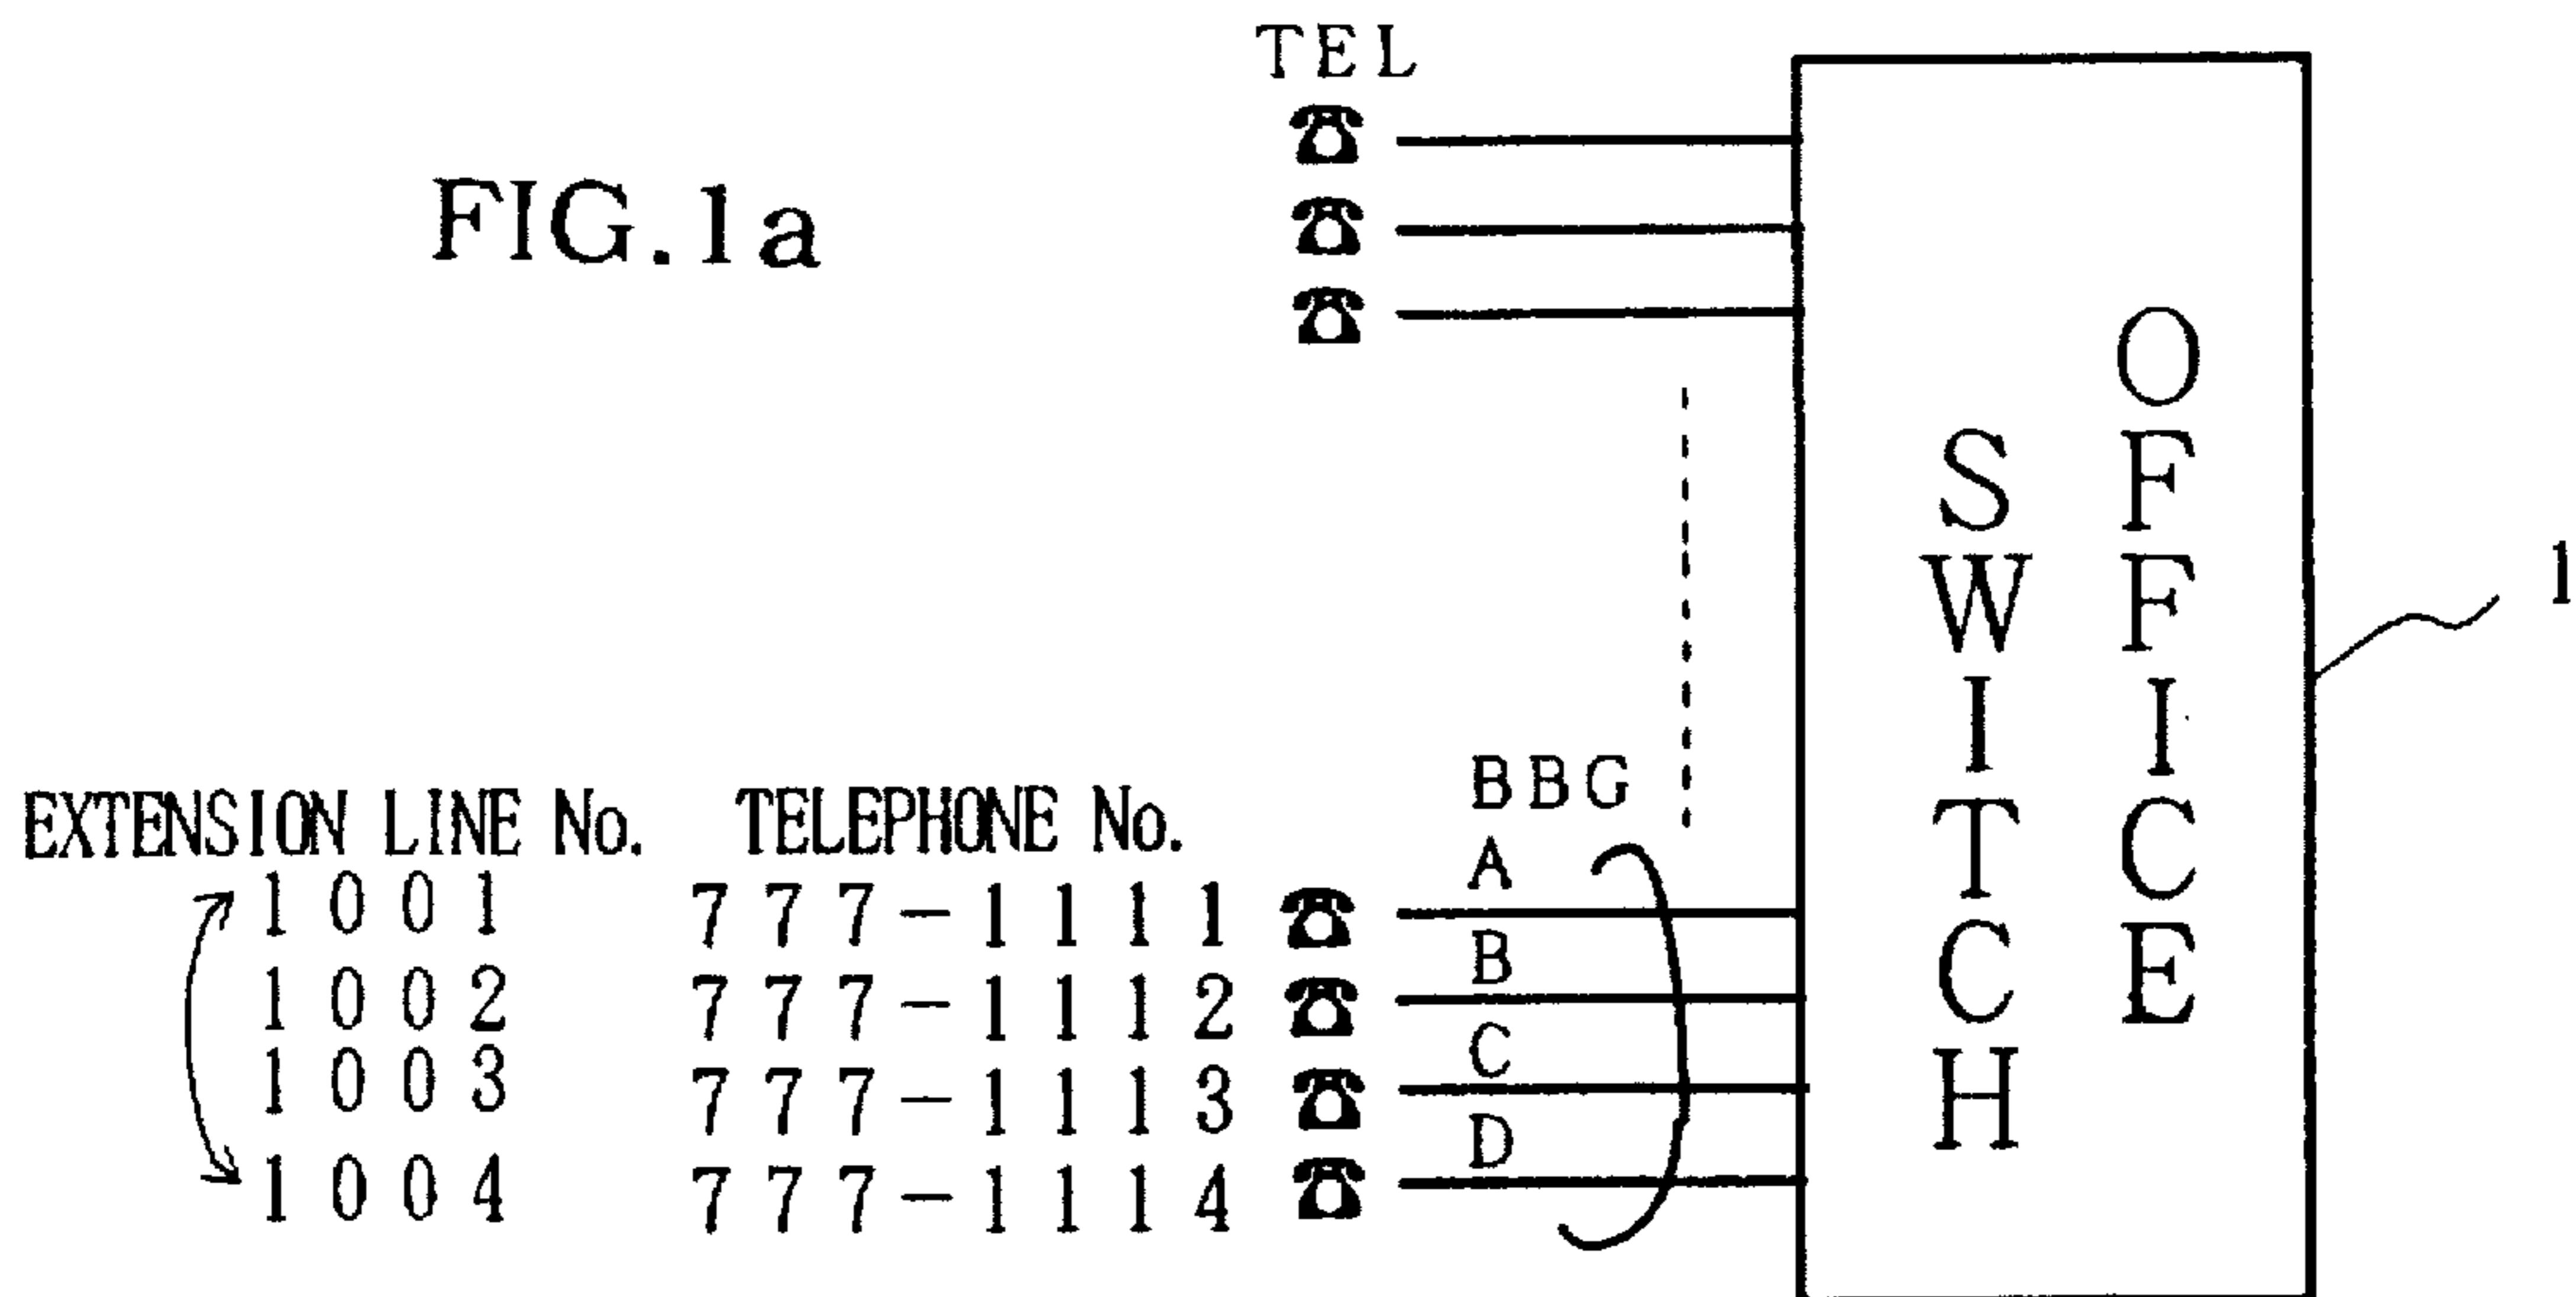 TEL
FIG.1a
OFFICE
SWITCH
1
BBG
EXTENSION LINE No. TELEPHONE No.
A
1001 777-1111
B
1002 777-1112
C
1003 777-1113
D
1004 777-1114